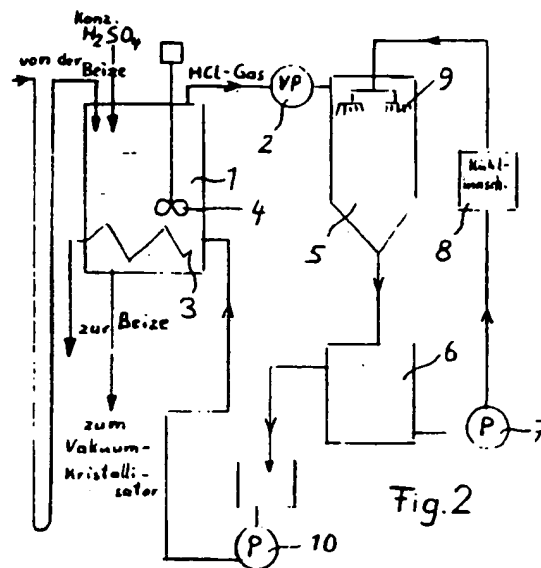 Konz.
H₂SO₄
von der Beize
HCl-Gas
VP
2
9
1
4
Kühl-
masch.
8
5
3
zur Beize
6
zum
Vakuum-
Kristalli-
sator
P
7
Fig. 2
P
10